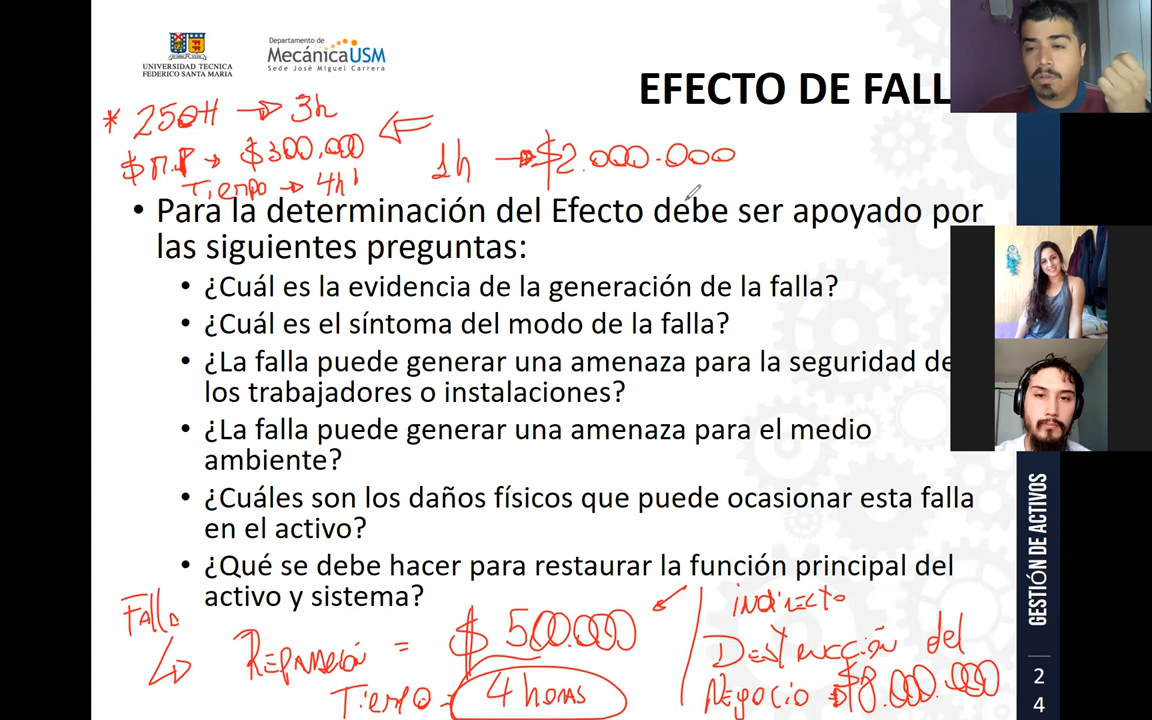 Departamento de
MecánicaUSM
Sede José Miguel Carrera
UNIVERSIDAD TECNICA
FEDERICO SANTA MARIA
EFECTO DE FALL
* 250H → 3h
$300.000
Tiempo → 4h
1h → $2.000.000
• Para la determinación del Efecto debe ser apoyado por
las siguientes preguntas:
• ¿Cuál es la evidencia de la generación de la falla?
• ¿Cuál es el síntoma del modo de la falla?
• ¿La falla puede generar una amenaza para la seguridad de
los trabajadores o instalaciones?
• ¿La falla puede generar una amenaza para el medio
ambiente?
• ¿Cuáles son los daños físicos que puede ocasionar esta falla
en el activo?
• ¿Qué se debe hacer para restaurar la función principal del
activo y sistema?
Falla
Reparación = $500.000
Tiempo = 4 horas
indirecto
Destrucción del
Negocio $8.000.000
GESTIÓN DE ACTIVOS
2
4